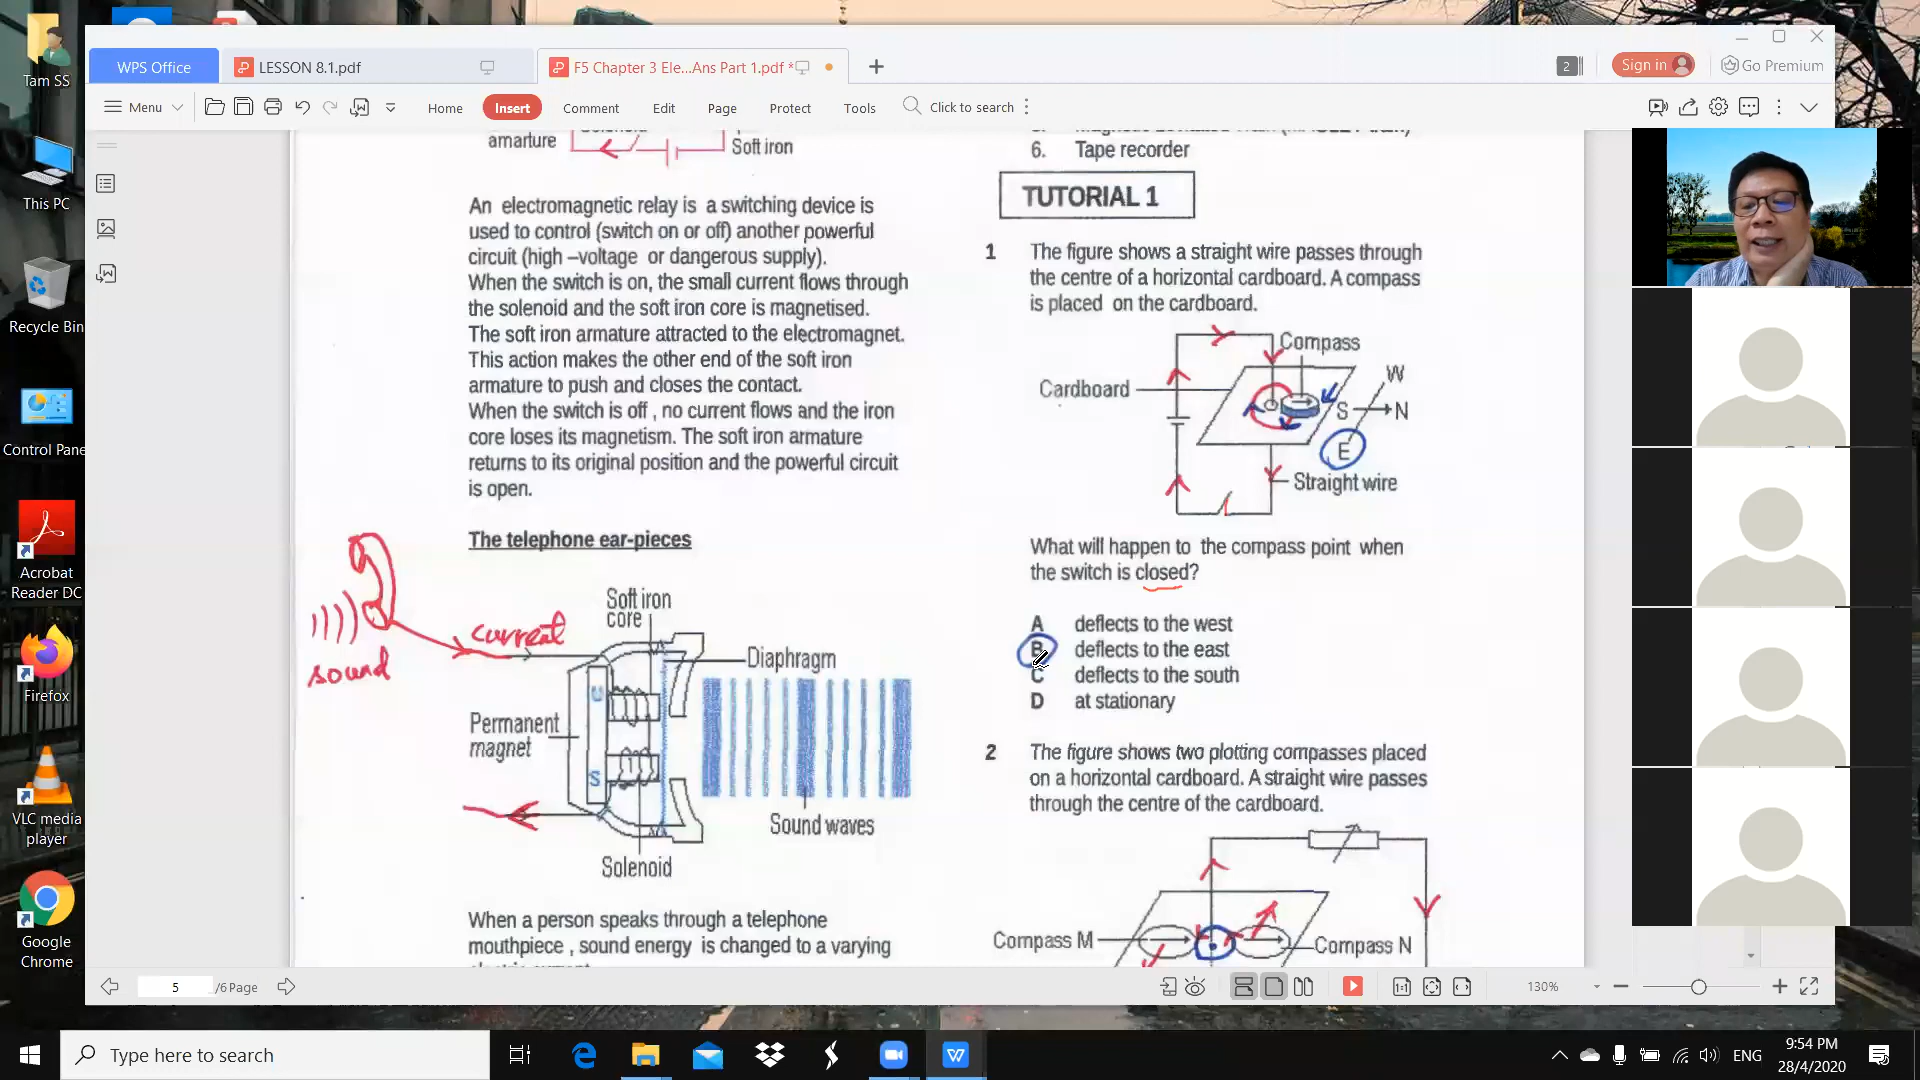 Tam SS
This PC
Recycle Bin
Control Pane
Acrobat
Reader DC
Firefox
VLC media
player
Google
Chrome
WPS Office
LESSON 8.1.pdf
F5 Chapter 3 Ele...Ans Part 1.pdf *
2
Sign in
Go Premium
Menu
Home
Insert
Comment
Edit
Page
Protect
Tools
Click to search
amarture
Soft iron
An electromagnetic relay is a switching device is
used to control (switch on or off) another powerful
circuit (high –voltage or dangerous supply).
When the switch is on, the small current flows through
the solenoid and the soft iron core is magnetised.
The soft iron armature attracted to the electromagnet.
This action makes the other end of the soft iron
armature to push and closes the contact.
When the switch is off , no current flows and the iron
core loses its magnetism. The soft iron armature
returns to its original position and the powerful circuit
is open.
The telephone ear-pieces
sound
current
Soft iron
core
Diaphragm
Permanent
magnet
S
Sound waves
Solenoid
When a person speaks through a telephone
mouthpiece , sound energy is changed to a varying
6. Tape recorder
TUTORIAL 1
1 The figure shows a straight wire passes through
the centre of a horizontal cardboard. A compass
is placed on the cardboard.
Compass
Cardboard
W
S
N
E
Straight wire
What will happen to the compass point when
the switch is closed?
A deflects to the west
B deflects to the east
C deflects to the south
D at stationary
2 The figure shows two plotting compasses placed
on a horizontal cardboard. A straight wire passes
through the centre of the cardboard.
Compass M
Compass N
5
/6Page
130%
Type here to search
ENG
9:54 PM
28/4/2020